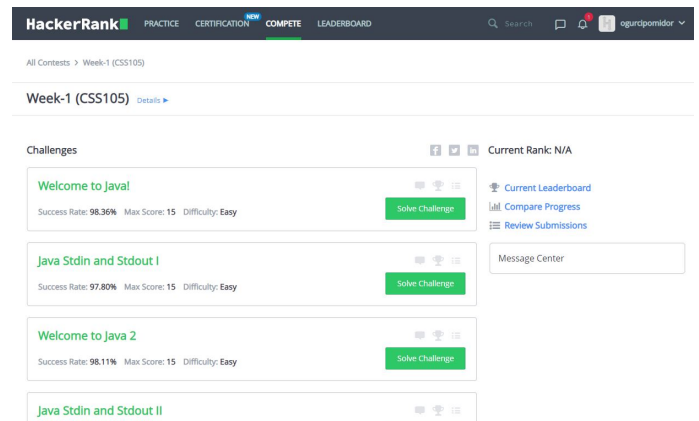 HackerRank PRACTICE CERTIFICATION NEW COMPETE LEADERBOARD Search ogurcipomidor
All Contests > Week-1 (CSS105)
Week-1 (CSS105) Details
Challenges
Current Rank: N/A
Welcome to Java!
Success Rate: 98.36% Max Score: 15 Difficulty: Easy
Solve Challenge
Current Leaderboard
Compare Progress
Review Submissions
Java Stdin and Stdout I
Success Rate: 97.80% Max Score: 15 Difficulty: Easy
Solve Challenge
Message Center
Welcome to Java 2
Success Rate: 98.11% Max Score: 15 Difficulty: Easy
Solve Challenge
Java Stdin and Stdout II